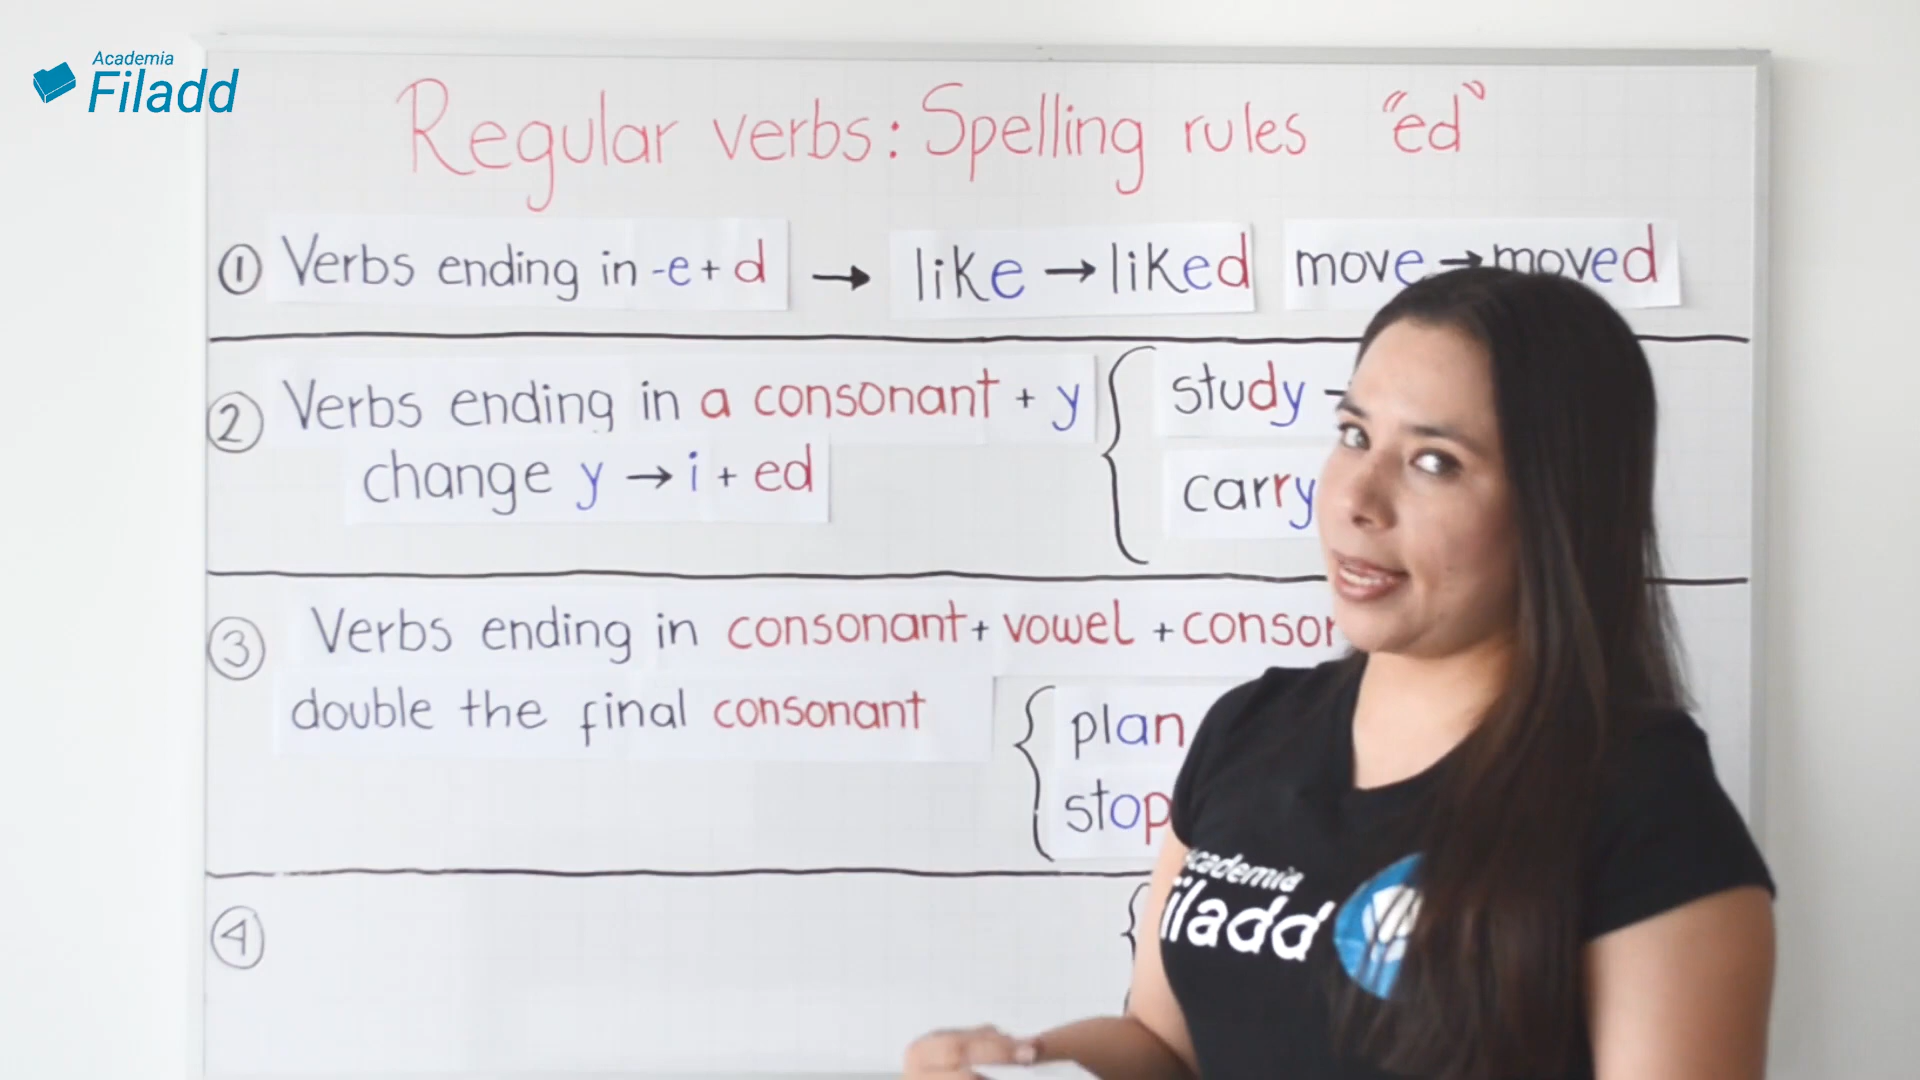 Academia
Filadd
Regular verbs: Spelling rules "ed"
① Verbs ending in -e + d → like → liked move → moved
② Verbs ending in a consonant + y
change y → i + ed
study
carry
③ Verbs ending in consonant + vowel +
double the final consonant
plan
stop
④
academia